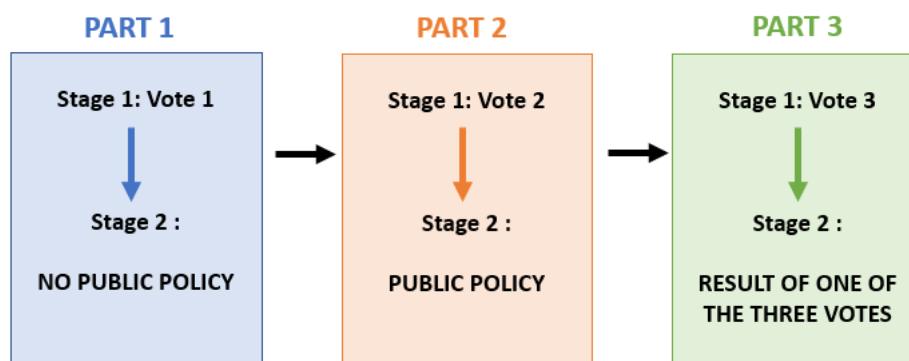 PART 1
Stage 1: Vote 1
Stage 2 :
NO PUBLIC POLICY
PART 2
Stage 1: Vote 2
Stage 2 :
PUBLIC POLICY
PART 3
Stage 1: Vote 3
Stage 2 :
RESULT OF ONE OF
THE THREE VOTES